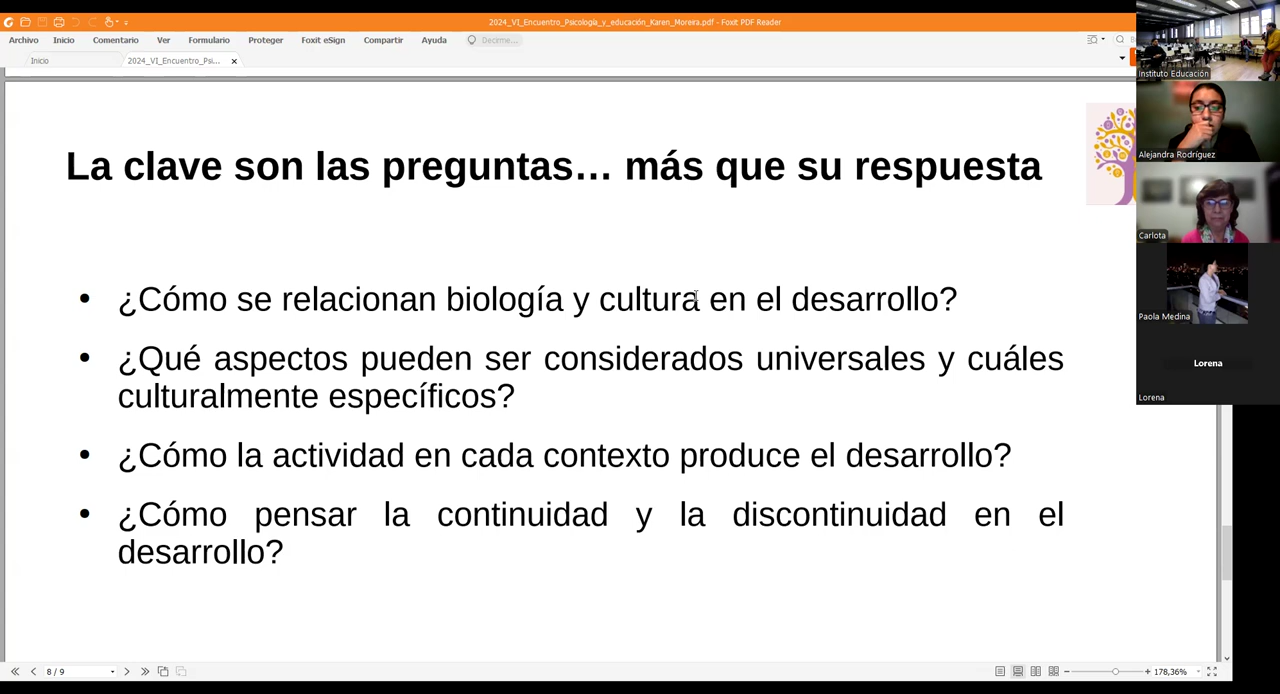 2024_VI_Encuentro_Psicología_y_educación_Karen_Moreira.pdf - Foxit PDF Reader
Archivo Inicio Comentario Ver Formulario Proteger Foxit eSign Compartir Ayuda Decirme...
Inicio 2024_VI_Encuentro_Psi...
La clave son las preguntas… más que su respuesta
• ¿Cómo se relacionan biología y cultura en el desarrollo?
• ¿Qué aspectos pueden ser considerados universales y cuáles
culturalmente específicos?
• ¿Cómo la actividad en cada contexto produce el desarrollo?
• ¿Cómo pensar la continuidad y la discontinuidad en el
desarrollo?
8 / 9
178,36%
Instituto Educación
Alejandra Rodríguez
Carlota
Paola Medina
Lorena
Lorena